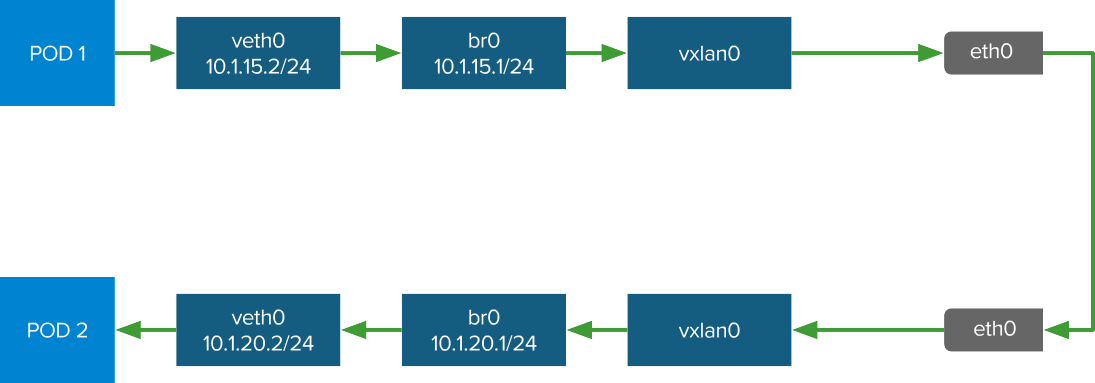 POD 1
veth0
10.1.15.2/24
br0
10.1.15.1/24
vxlan0
eth0
POD 2
veth0
10.1.20.2/24
br0
10.1.20.1/24
vxlan0
eth0